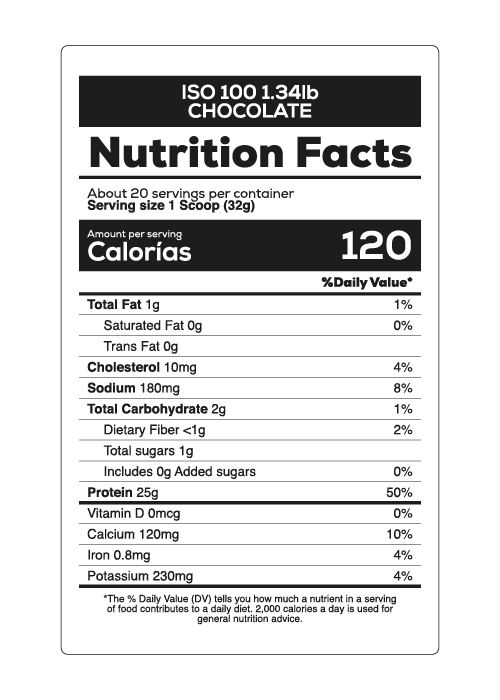 ISO 100 1.34lb
CHOCOLATE
Nutrition Facts
About 20 servings per container
Serving size 1 Scoop (32g)
Amount per serving
Calorías 120
%Daily Value*
Total Fat 1g 1%
Saturated Fat 0g 0%
Trans Fat 0g
Cholesterol 10mg 4%
Sodium 180mg 8%
Total Carbohydrate 2g 1%
Dietary Fiber <1g 2%
Total sugars 1g
Includes 0g Added sugars 0%
Protein 25g 50%
Vitamin D 0mcg 0%
Calcium 120mg 10%
Iron 0.8mg 4%
Potassium 230mg 4%
*The % Daily Value (DV) tells you how much a nutrient in a serving
of food contributes to a daily diet. 2,000 calories a day is used for
general nutrition advice.